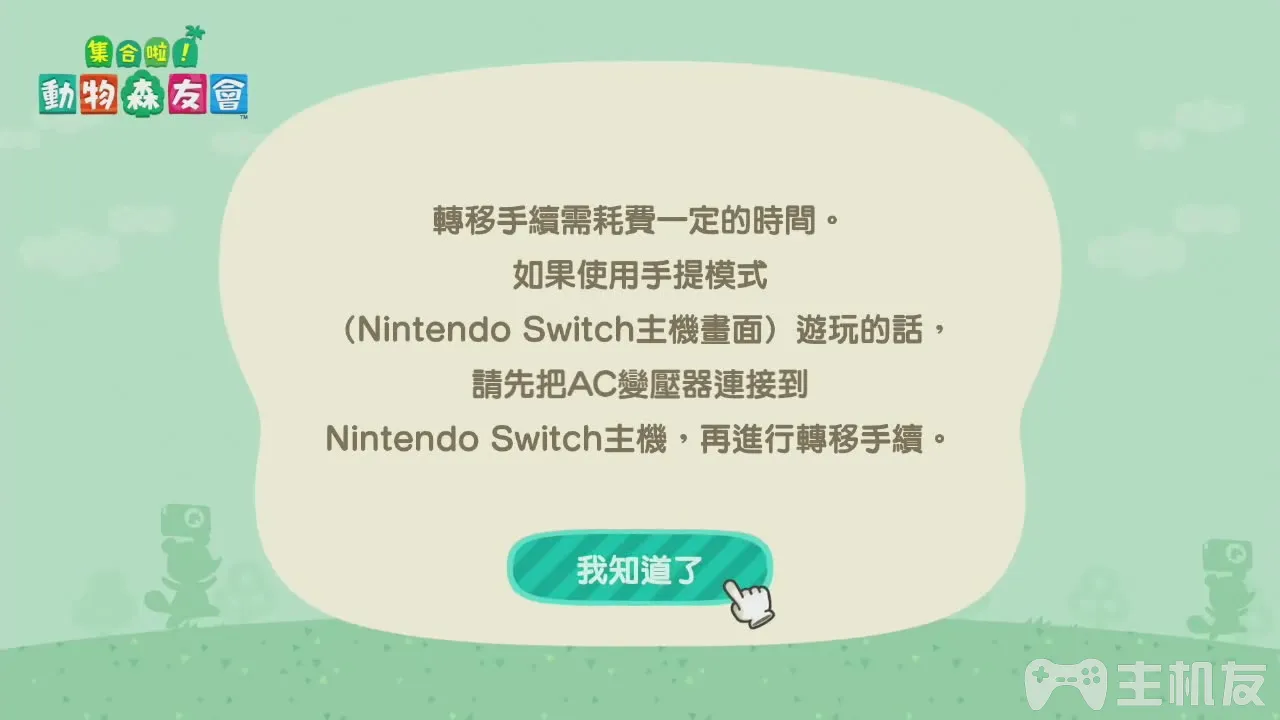 集合啦！
動物森友會
TM
轉移手續需耗費一定的時間。
如果使用手提模式
（Nintendo Switch主機畫面）遊玩的話，
請先把AC變壓器連接到
Nintendo Switch主機，再進行轉移手續。
我知道了
主机友